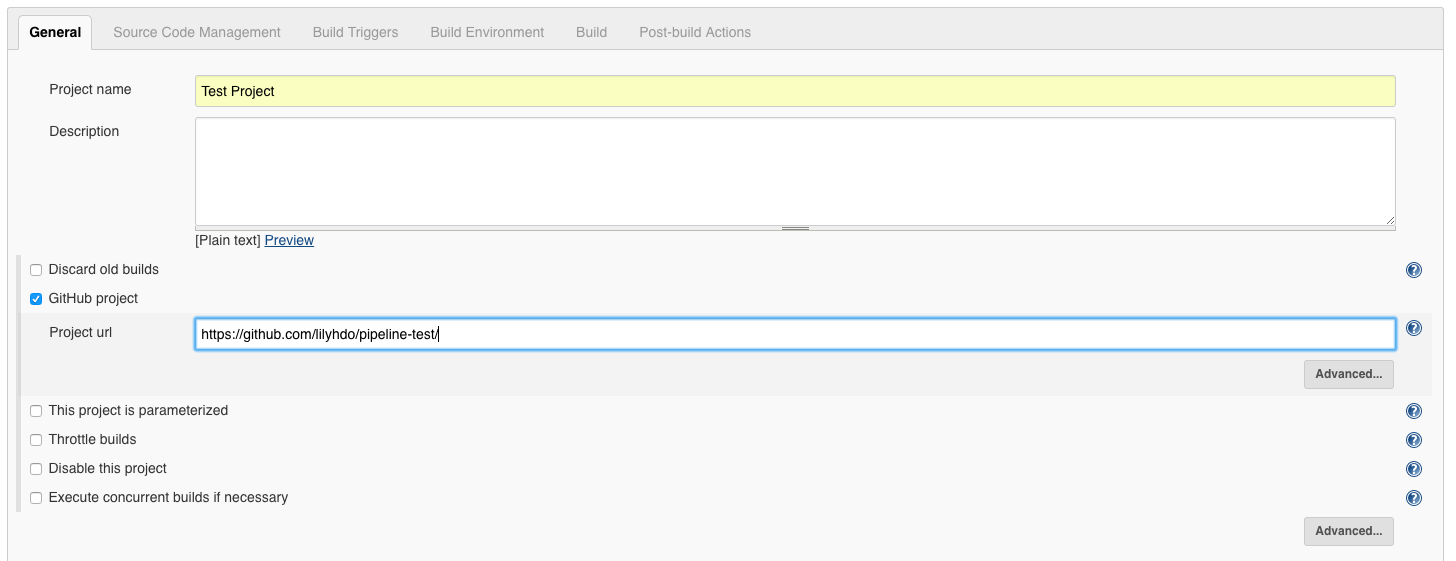 General Source Code Management Build Triggers Build Environment Build Post-build Actions
Project name Test Project
Description
[Plain text] Preview
Discard old builds ?
GitHub project
Project url https://github.com/lilyhdo/pipeline-test/ ?
Advanced...
This project is parameterized ?
Throttle builds ?
Disable this project ?
Execute concurrent builds if necessary ?
Advanced...